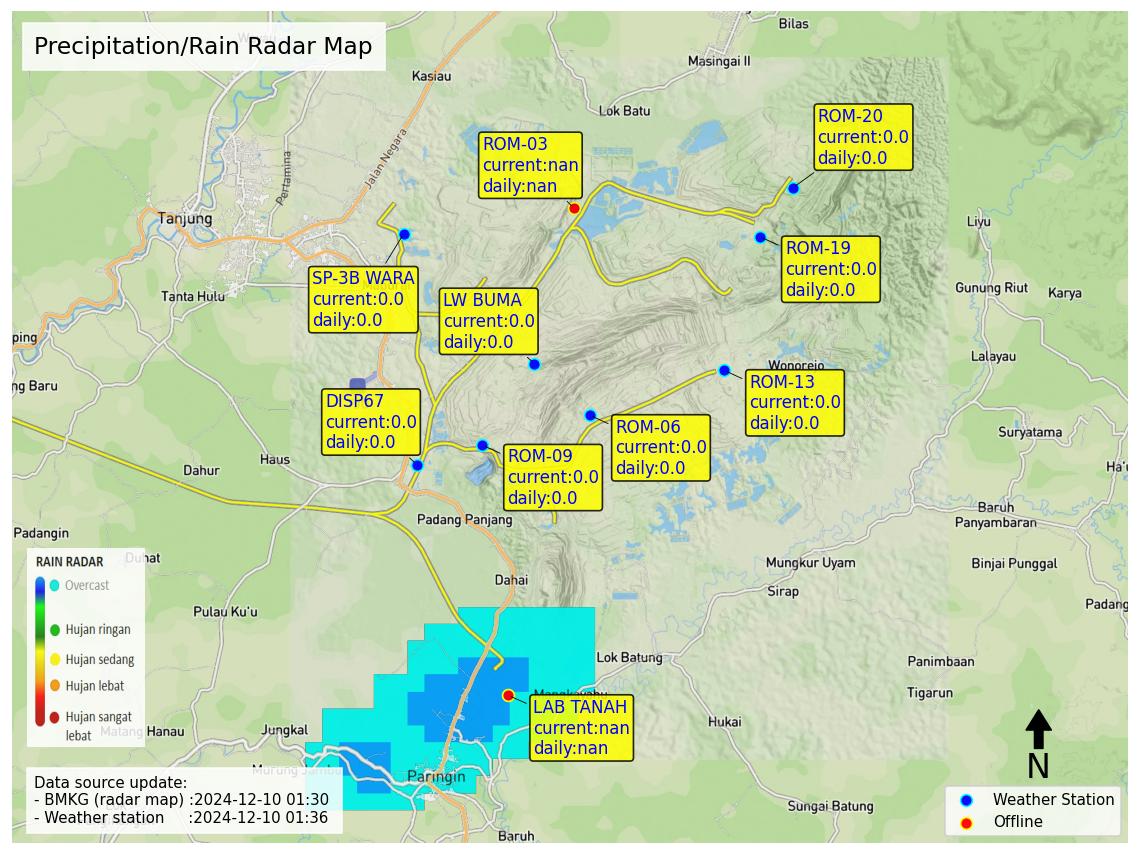 Precipitation/Rain Radar Map
Bilas
Masingai II
Kasiau
Lok Batu
ROM-20
current:0.0
daily:0.0
ROM-03
current:nan
daily:nan
Jalan Negara
Pertamina
Tanjung
Liyu
ROM-19
current:0.0
daily:0.0
SP-3B WARA
current:0.0
daily:0.0
LW BUMA
current:0.0
daily:0.0
Tanta Hulu
Gunung Riut
Karya
ping
Lalayau
Wonorejo
ng Baru
ROM-13
current:0.0
daily:0.0
DISP67
current:0.0
daily:0.0
ROM-06
current:0.0
daily:0.0
Suryatama
ROM-09
current:0.0
daily:0.0
Haus
Dahur
Ha'u
Baruh
Panyambaran
Padang Panjang
Padangin
Duhat
Mungkur Uyam
Binjai Punggal
Dahai
Sirap
Padang
Pulau Ku'u
RAIN RADAR
Overcast
Hujan ringan
Hujan sedang
Hujan lebat
Hujan sangat
lebat
Lok Batung
Panimbaan
Tigarun
LAB TANAH
current:nan
daily:nan
Matang Hanau
Jungkal
Hukai
Paringin
Sungai Batung
Baruh
Data source update:
- BMKG (radar map) :2024-12-10 01:30
- Weather station :2024-12-10 01:36
N
Weather Station
Offline